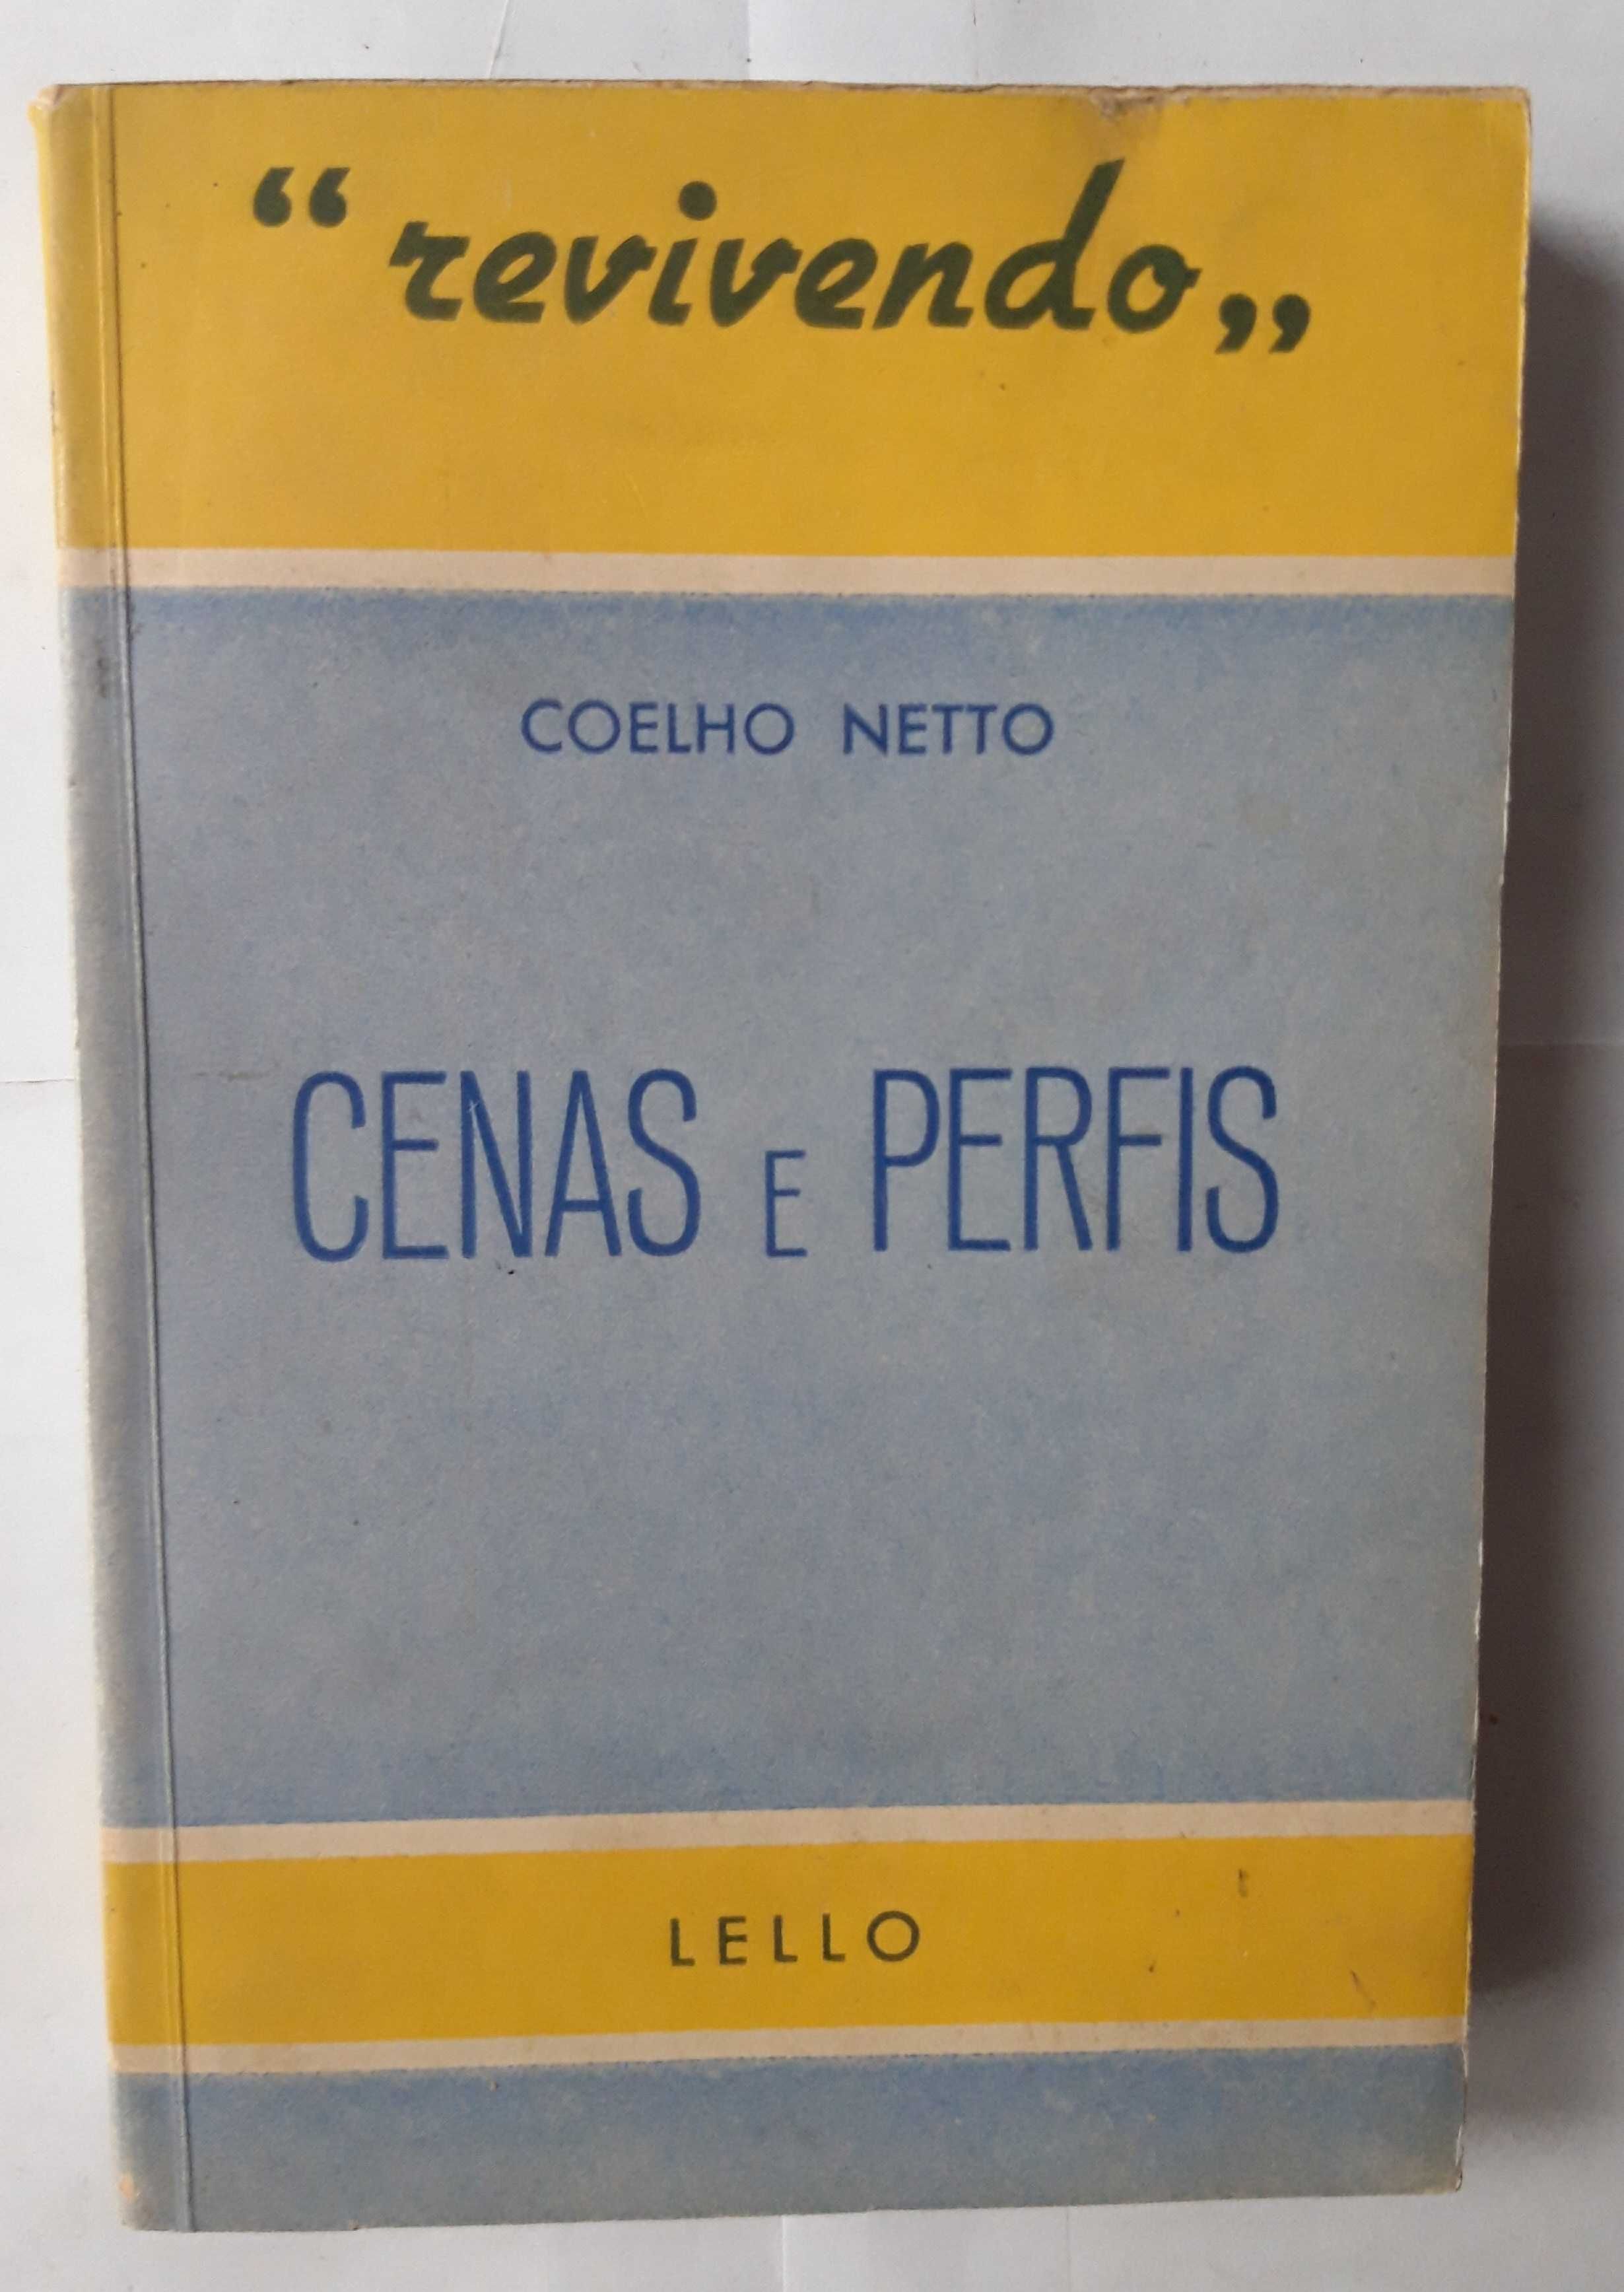 “revivendo„
COELHO NETTO
CENAS E PERFIS
LELLO